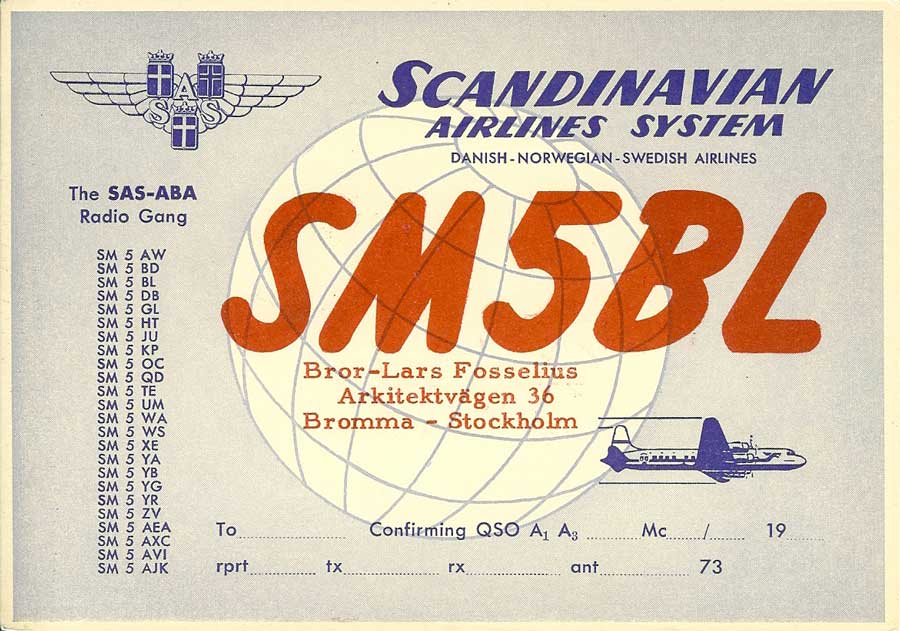 SAS
SCANDINAVIAN
AIRLINES SYSTEM
DANISH-NORWEGIAN-SWEDISH AIRLINES
The SAS-ABA
Radio Gang
SM 5 AW
SM 5 BD
SM 5 BL
SM 5 DB
SM 5 GL
SM 5 HT
SM 5 JU
SM 5 KP
SM 5 OC
SM 5 QD
SM 5 TE
SM 5 UM
SM 5 WA
SM 5 WS
SM 5 XE
SM 5 YA
SM 5 YB
SM 5 YG
SM 5 YR
SM 5 ZV
SM 5 AEA
SM 5 AXC
SM 5 AVI
SM 5 AJK
SM5BL
Bror-Lars Fosselius
Arkitektvägen 36
Bromma - Stockholm
To.................... Confirming QSO A₁ A₃ ............ Mc......./....... 19........
rprt............... tx...................... rx...................... ant.................... 73